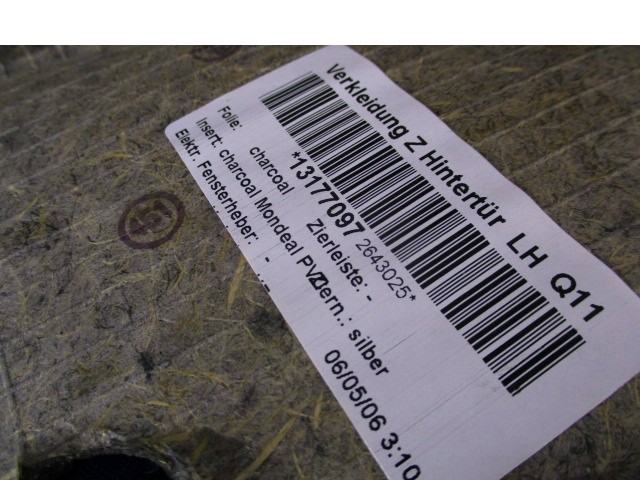 Verkleidung Z Hintertür LH Q11
*13177097 2643025*
Folie: charcoal Zierleiste: -
Insert: charcoal Mondeal PVC Zern.: silber
Elektr. Fensterheber: -
06/05/06 3:10